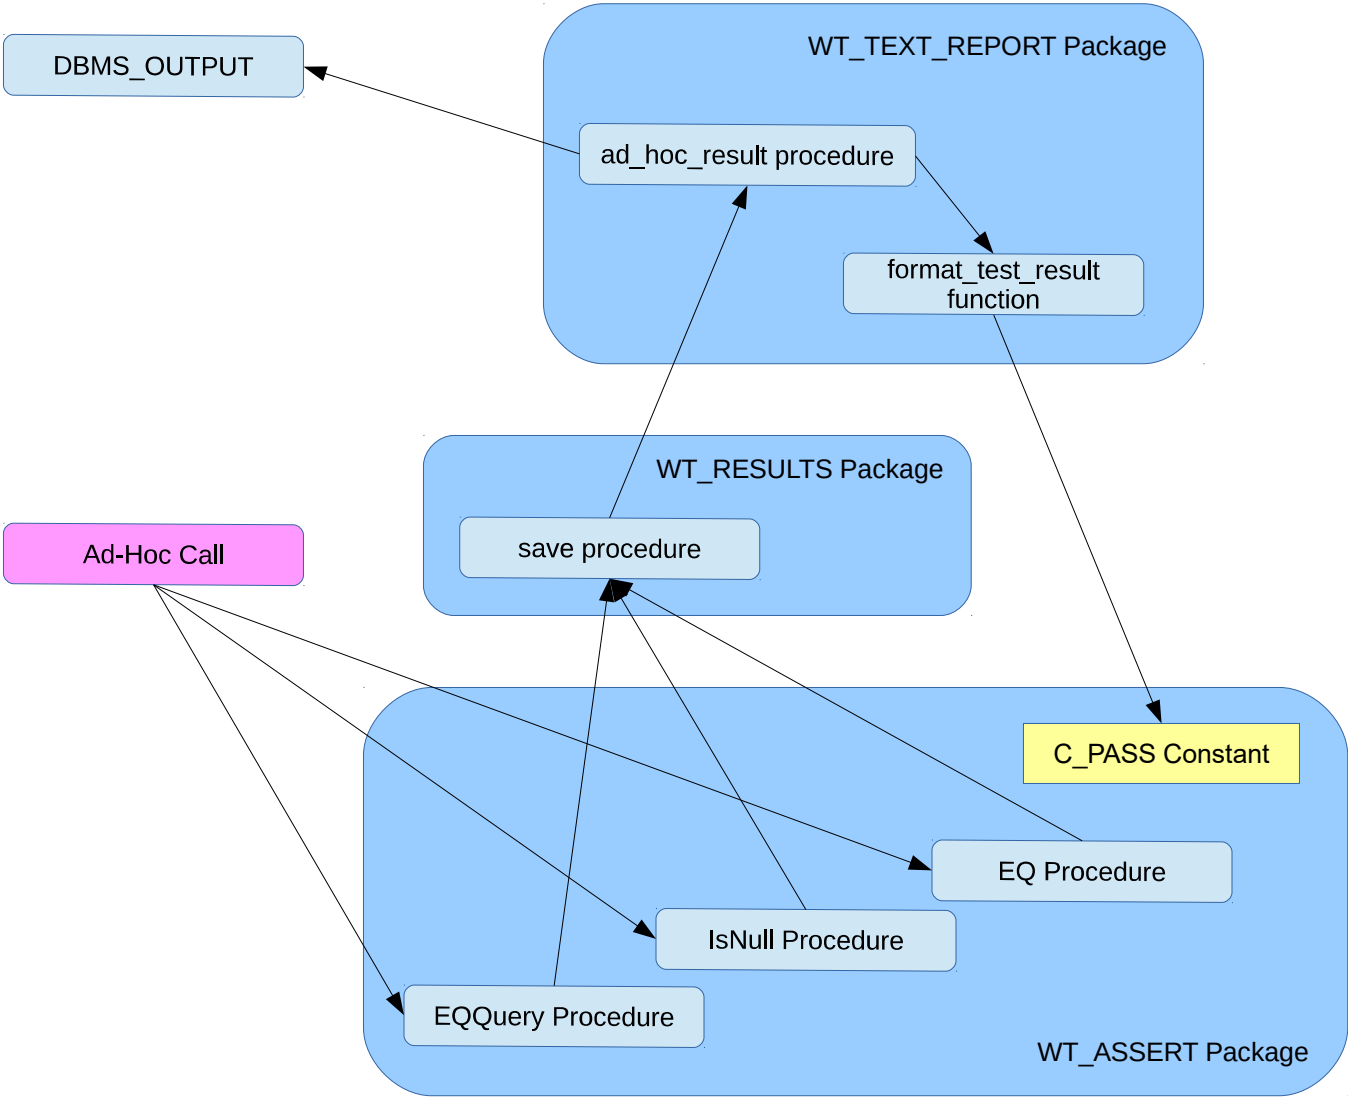 WT_TEXT_REPORT Package
DBMS_OUTPUT
ad_hoc_result procedure
format_test_result
function
WT_RESULTS Package
save procedure
Ad-Hoc Call
C_PASS Constant
EQ Procedure
IsNull Procedure
EQQuery Procedure
WT_ASSERT Package